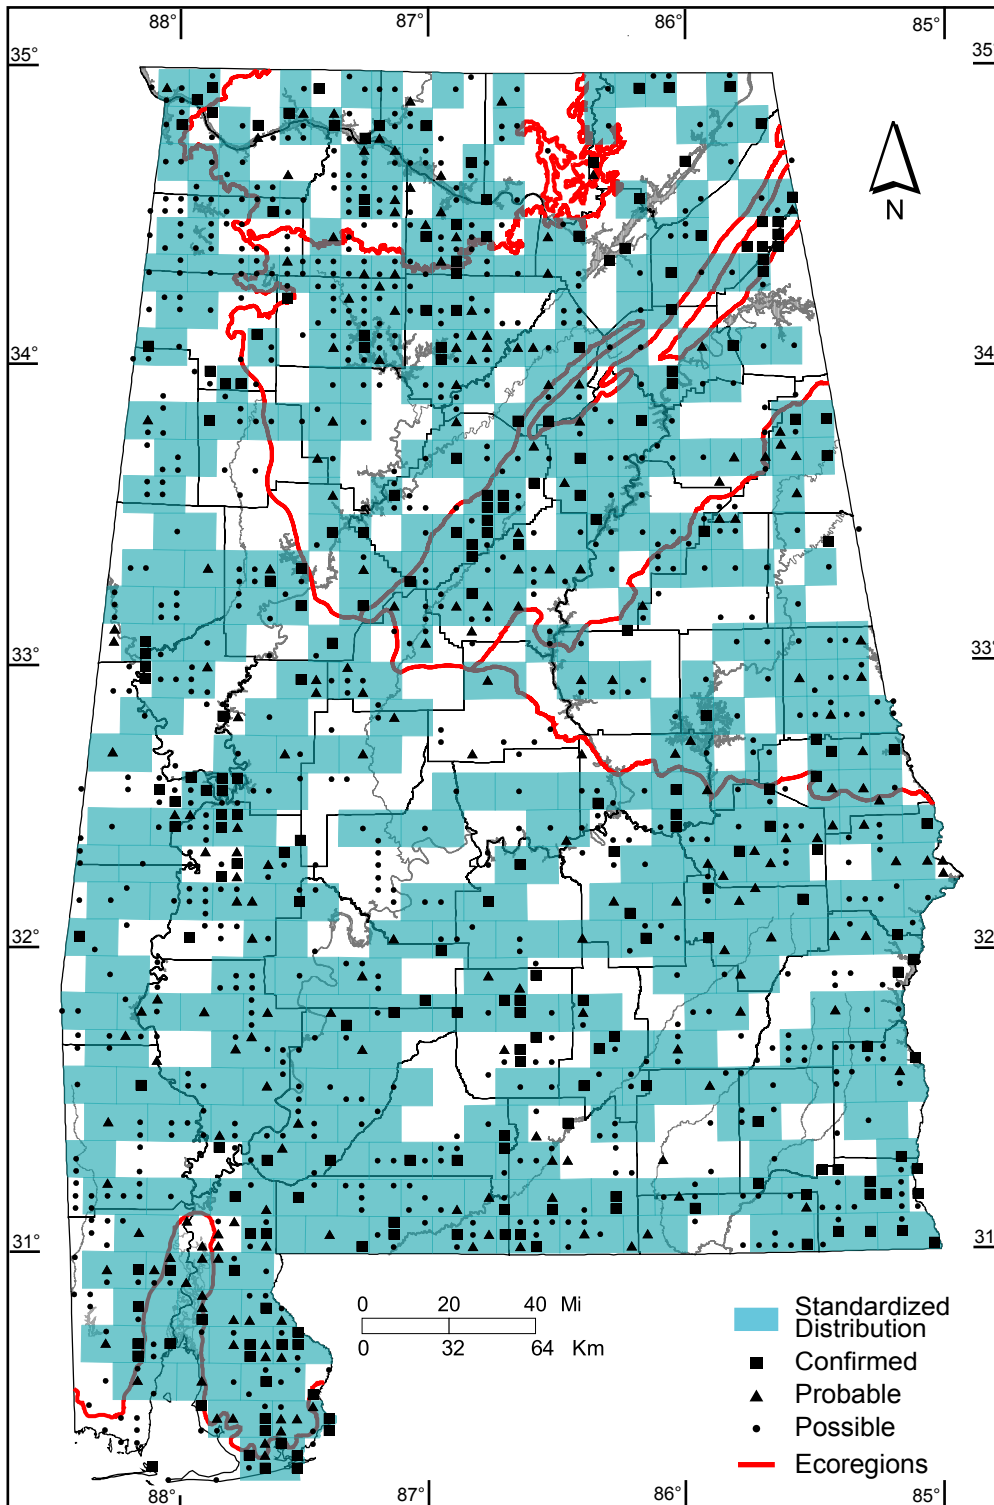 88° 87° 86° 85°
35° 35
N
34° 34
33° 33°
32° 32
31° 31
0 20 40 Mi
0 32 64 Km
Standardized
Distribution
Confirmed
Probable
Possible
Ecoregions
88° 87° 86° 85°